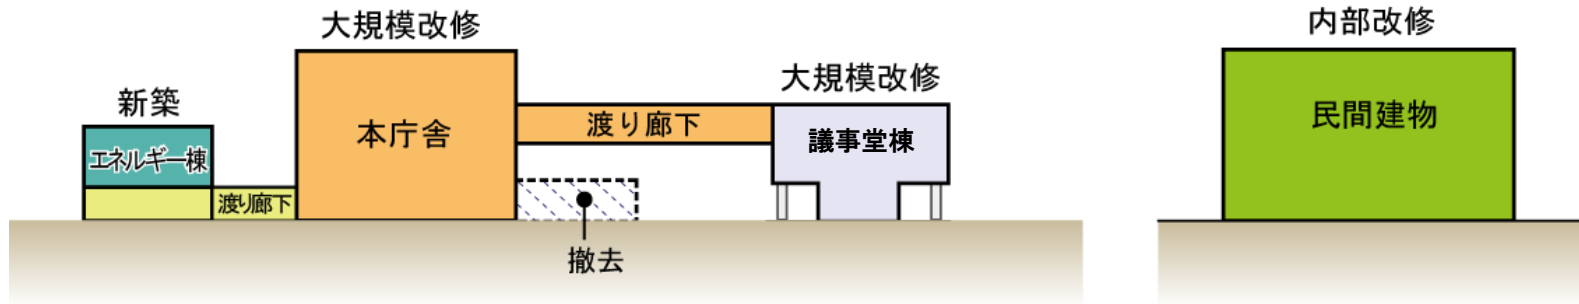 大規模改修
内部改修
大規模改修
新築
本庁舎
渡り廊下
議事堂棟
民間建物
エネルギー棟
渡り廊下
撤去